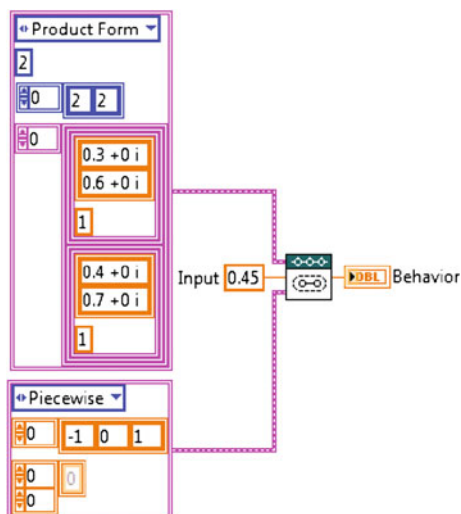 Product Form
2
0 2 2
0
0.3 +0 i
0.6 +0 i
1
0.4 +0 i
0.7 +0 i
1
Input 0.45
DBL Behavior
Piecewise
0 -1 0 1
0 0
0